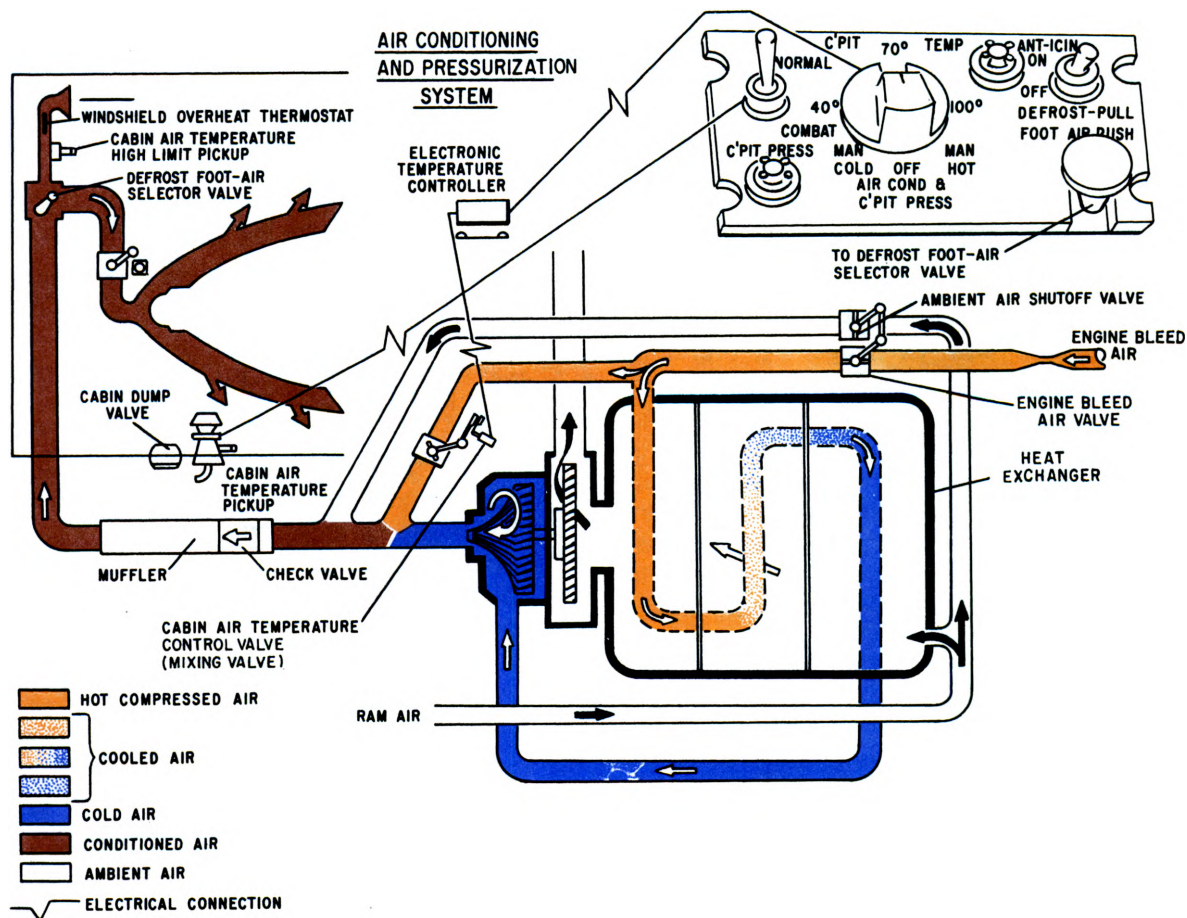 AIR CONDITIONING
AND PRESSURIZATION
SYSTEM
WINDSHIELD OVERHEAT THERMOSTAT
CABIN AIR TEMPERATURE
HIGH LIMIT PICKUP
DEFROST FOOT-AIR
SELECTOR VALVE
ELECTRONIC
TEMPERATURE
CONTROLLER
C'PIT
70°
TEMP
ANT-ICIN
ON
NORMAL
OFF
40°
100°
DEFROST-PULL
FOOT AIR PUSH
COMBAT
C'PIT PRESS
MAN
COLD
OFF
MAN
HOT
AIR COND &
C'PIT PRESS
TO DEFROST FOOT-AIR
SELECTOR VALVE
AMBIENT AIR SHUTOFF VALVE
ENGINE BLEED
AIR
ENGINE BLEED
AIR VALVE
HEAT
EXCHANGER
CABIN DUMP
VALVE
CABIN AIR
TEMPERATURE
PICKUP
MUFFLER
CHECK VALVE
CABIN AIR TEMPERATURE
CONTROL VALVE
(MIXING VALVE)
RAM AIR
HOT COMPRESSED AIR
COOLED AIR
COLD AIR
CONDITIONED AIR
AMBIENT AIR
ELECTRICAL CONNECTION